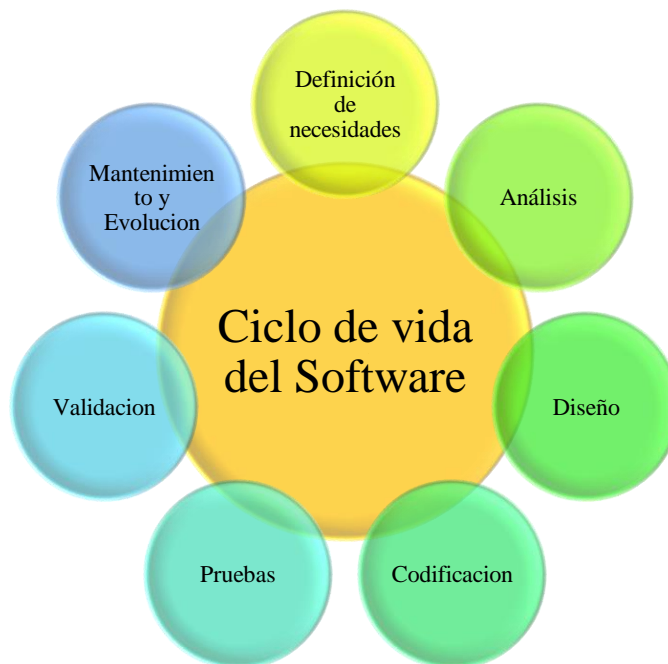 Definición
de
necesidades
Análisis
Diseño
Codificacion
Pruebas
Validacion
Mantenimien
to y
Evolucion
Ciclo de vida
del Software